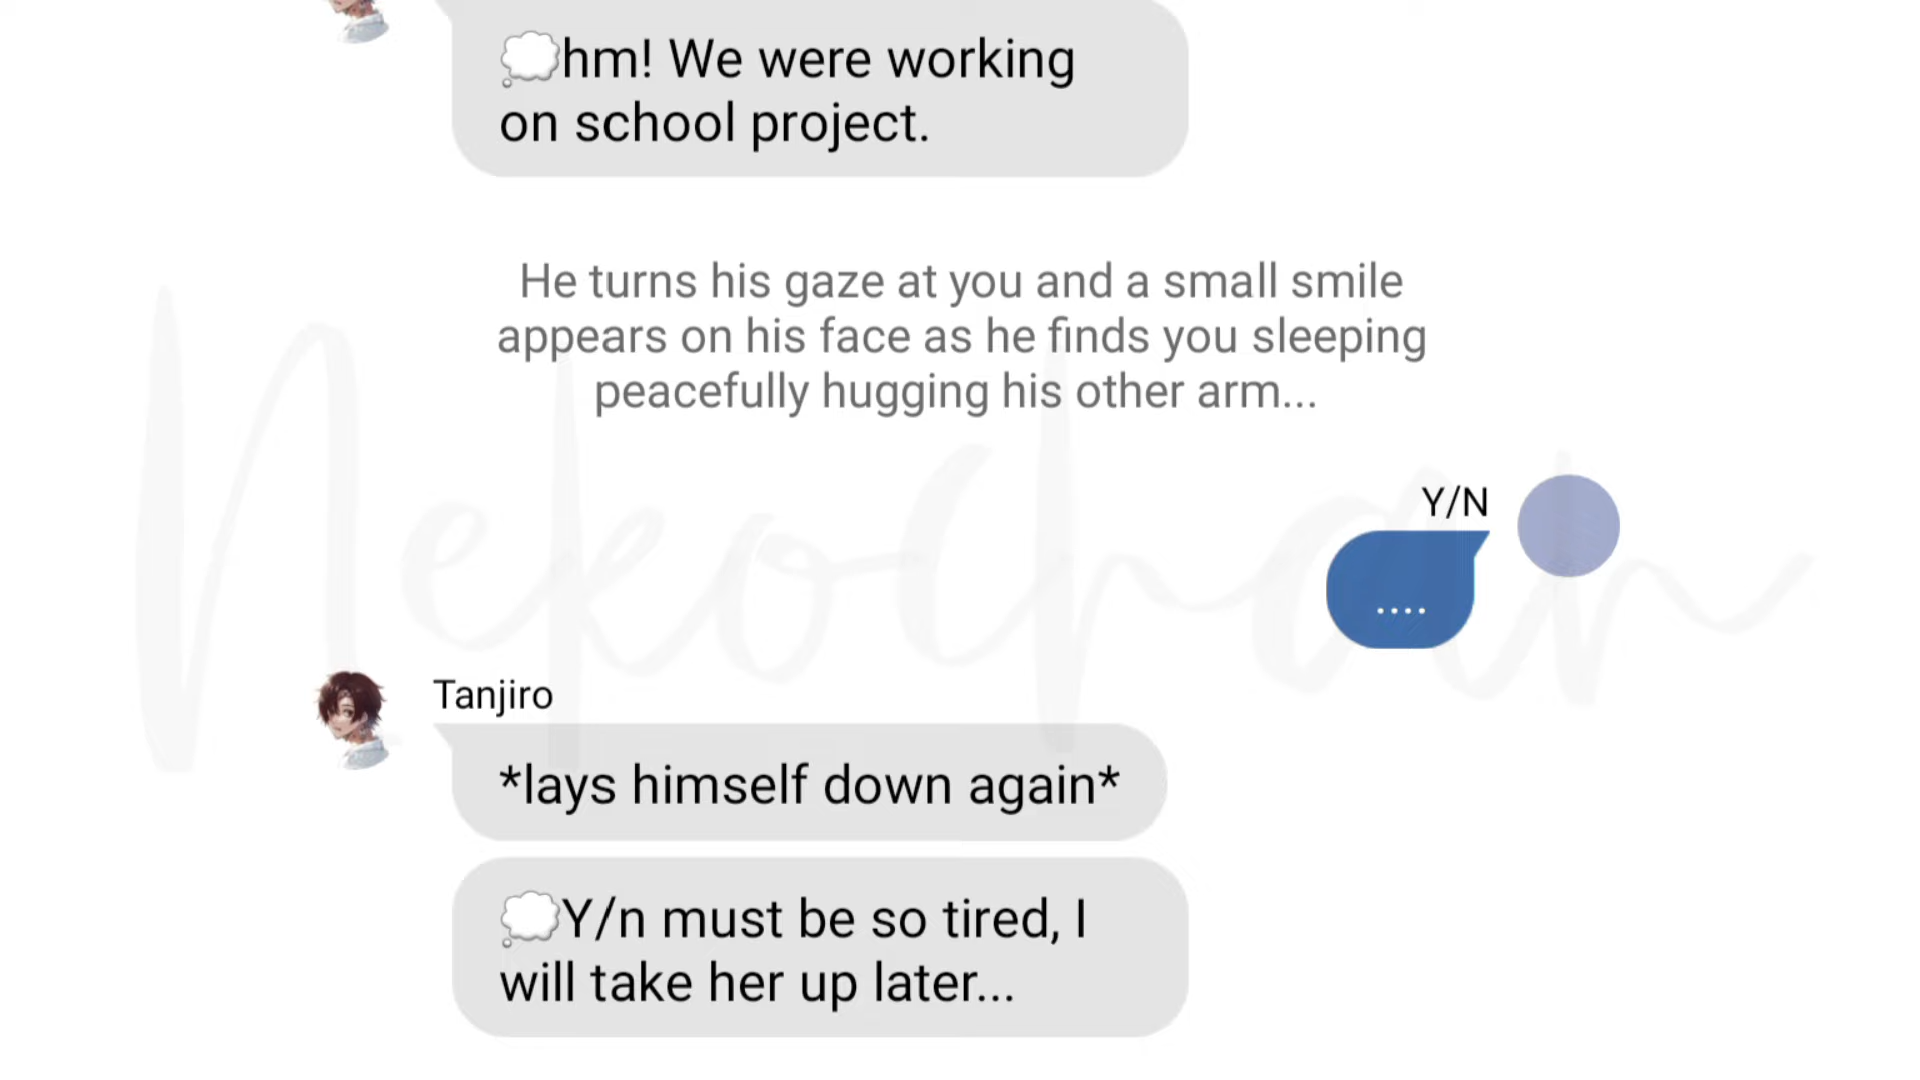 💭hm! We were working
on school project.
He turns his gaze at you and a small smile
appears on his face as he finds you sleeping
peacefully hugging his other arm...
Y/N
....
Tanjiro
*lays himself down again*
💭Y/n must be so tired, I
will take her up later...
Nekochan